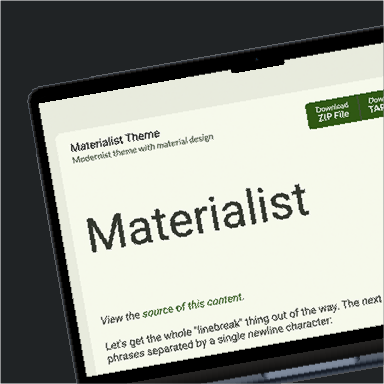 Materialist Theme
Modernist theme with material design
Download
ZIP File
Materialist
View the source of this content.
Let's get the whole "linebreak" thing out of the way. The next
phrases separated by a single newline character: